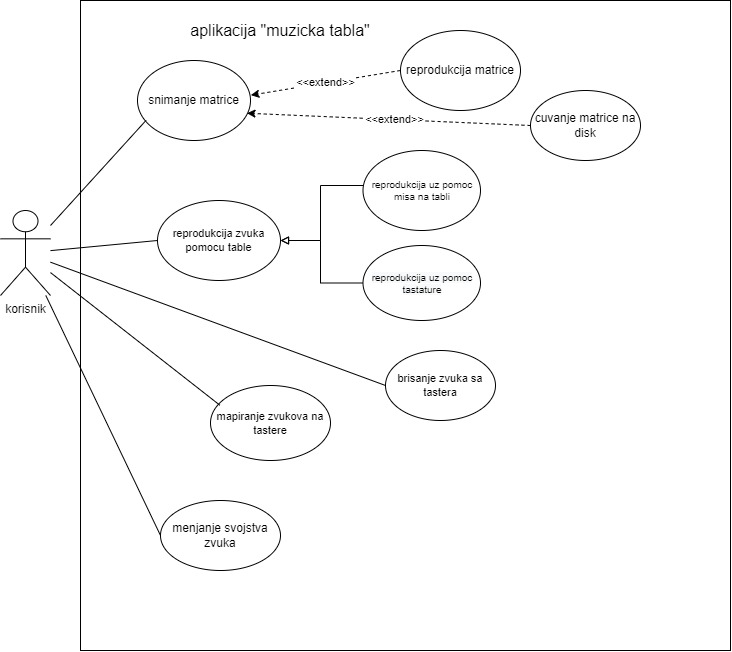 aplikacija "muzicka tabla"
reprodukcija matrice
<<extend>>
snimanje matrice
cuvanje matrice na
disk
<<extend>>
reprodukcija uz pomoc
misa na tabli
reprodukcija zvuka
pomocu table
reprodukcija uz pomoc
tastature
korisnik
brisanje zvuka sa
tastera
mapiranje zvukova na
tastere
menjanje svojstva
zvuka